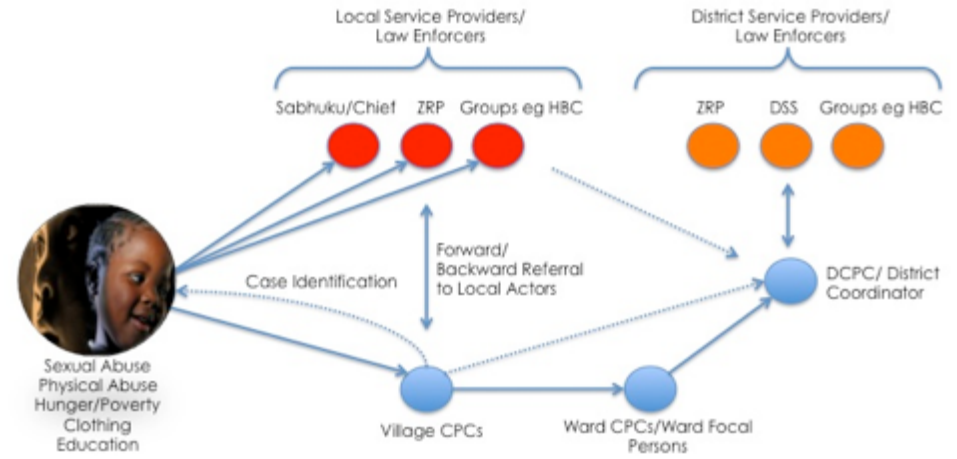 Local Service Providers/
Law Enforcers
District Service Providers/
Law Enforcers
Sabhuku/Chief
ZRP
Groups eg HBC
ZRP
DSS
Groups eg HBC
Forward/
Backward Referral
to Local Actors
Case Identification
DCPC/ District
Coordinator
Sexual Abuse
Physical Abuse
Hunger/Poverty
Clothing
Education
Village CPCs
Ward CPCs/Ward Focal
Persons